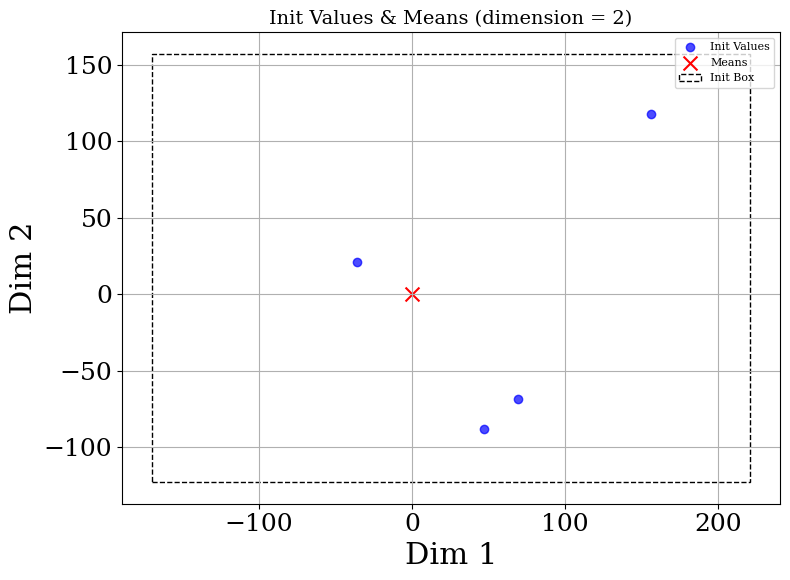 Init Values & Means (dimension = 2)
Init Values
Means
Init Box
Dim 2
150
100
50
0
−50
−100
−100
0
100
200
Dim 1